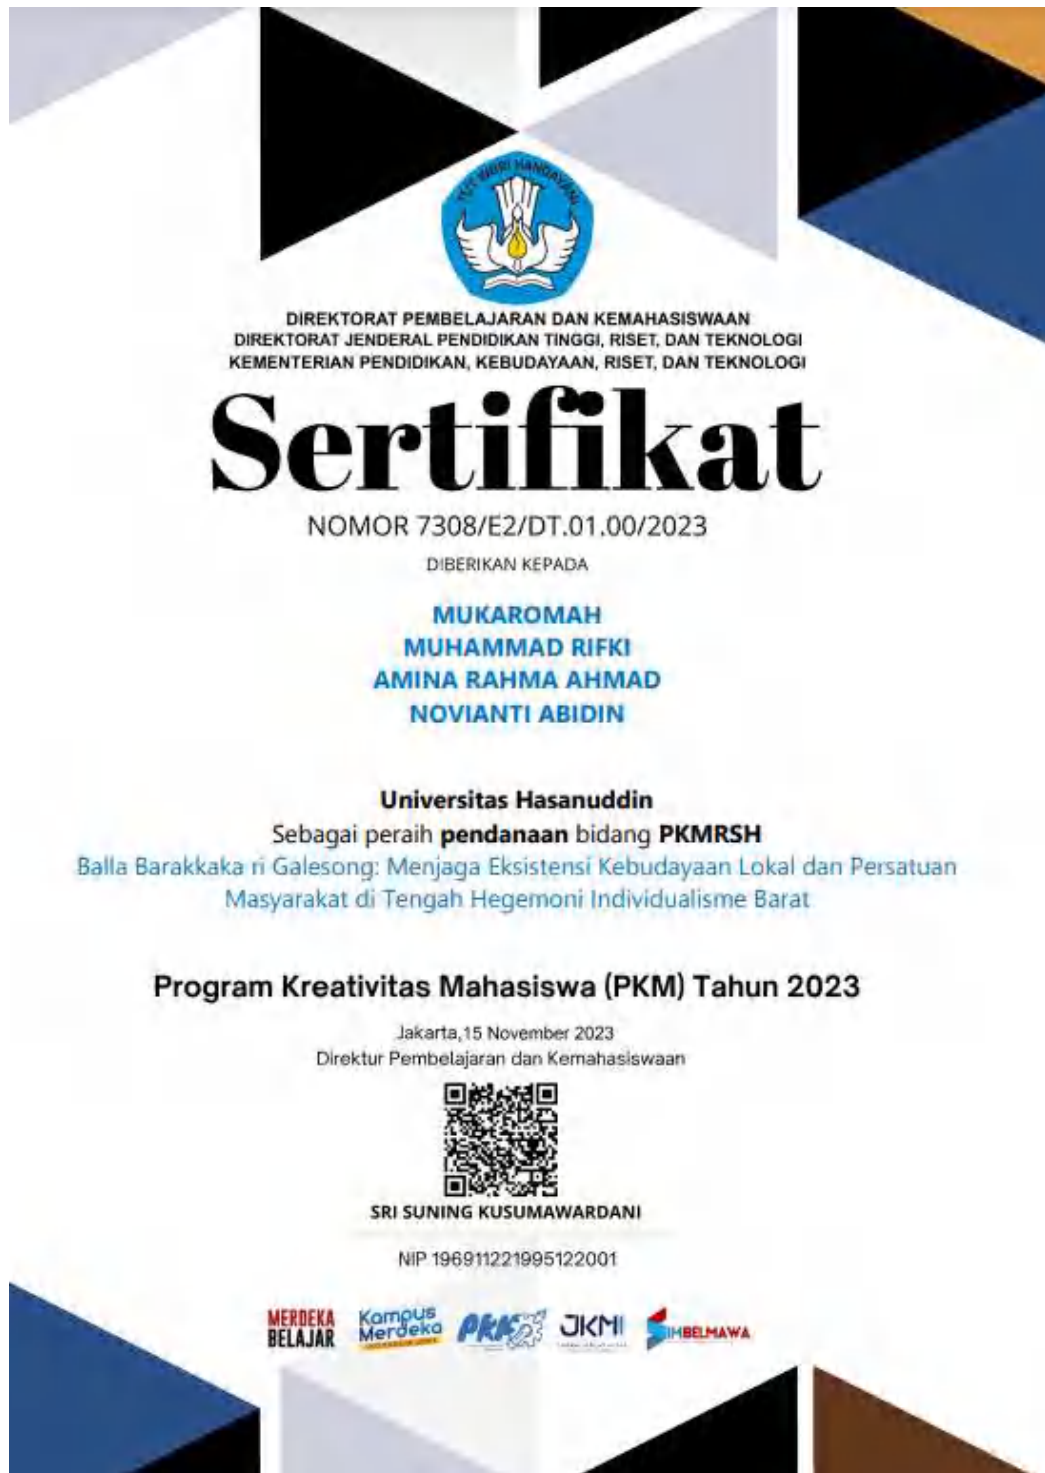 TUT WURI HANDAYANI
DIREKTORAT PEMBELAJARAN DAN KEMAHASISWAAN
DIREKTORAT JENDERAL PENDIDIKAN TINGGI, RISET, DAN TEKNOLOGI
KEMENTERIAN PENDIDIKAN, KEBUDAYAAN, RISET, DAN TEKNOLOGI
Sertifikat
NOMOR 7308/E2/DT.01.00/2023
DIBERIKAN KEPADA
MUKAROMAH
MUHAMMAD RIFKI
AMINA RAHMA AHMAD
NOVIANTI ABIDIN
Universitas Hasanuddin
Sebagai peraih pendanaan bidang PKMRSH
Balla Barakkaka ri Galesong: Menjaga Eksistensi Kebudayaan Lokal dan Persatuan
Masyarakat di Tengah Hegemoni Individualisme Barat
Program Kreativitas Mahasiswa (PKM) Tahun 2023
Jakarta,15 November 2023
Direktur Pembelajaran dan Kemahasiswaan
SRI SUNING KUSUMAWARDANI
NIP 196911221995122001
MERDEKA
BELAJAR
Kampus
Merdeka
JKMI
SIMBELMAWA